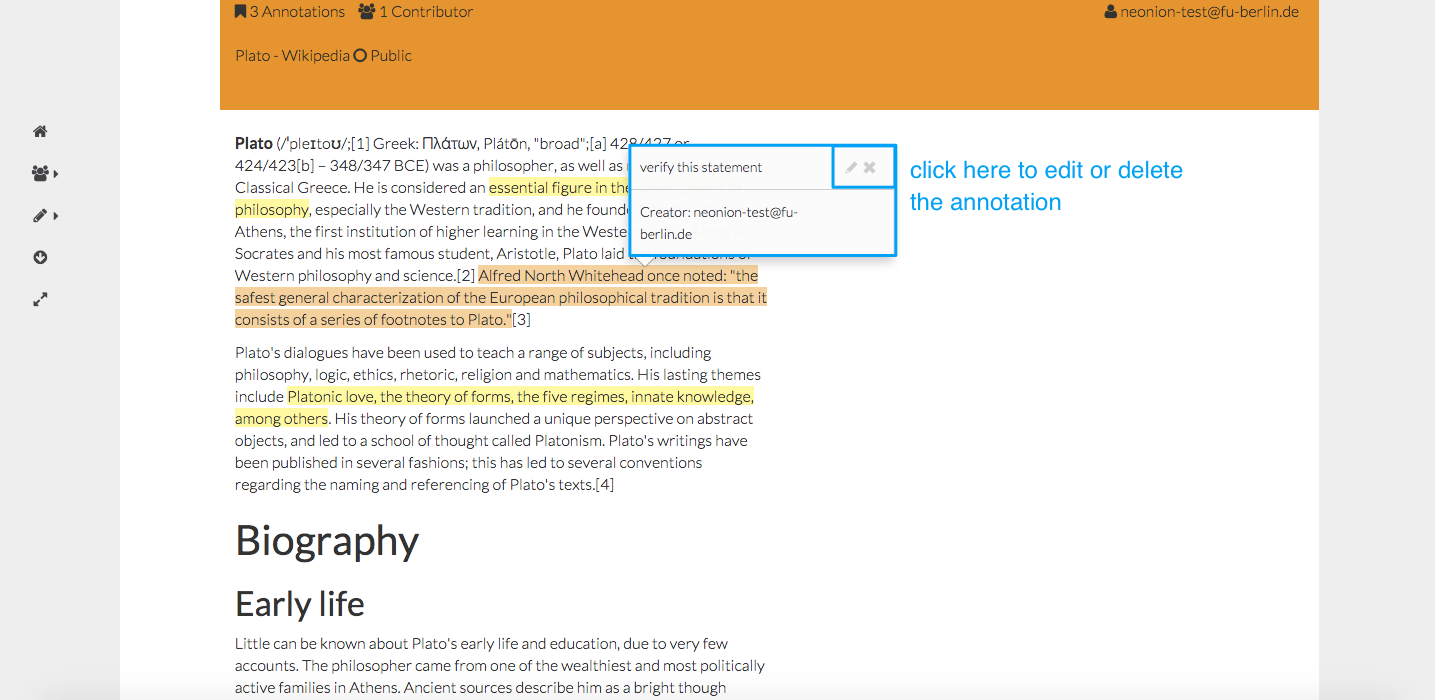 3 Annotations 1 Contributor neonion-test@fu-berlin.de
Plato - Wikipedia Public
Plato (/ˈpleɪtoʊ/;[1] Greek: Πλάτων, Plátōn, "broad";[a] 428/427 or
424/423[b] – 348/347 BCE) was a philosopher, as well as
Classical Greece. He is considered an essential figure in the
philosophy, especially the Western tradition, and he founded
Athens, the first institution of higher learning in the Western
Socrates and his most famous student, Aristotle, Plato laid the foundations of
Western philosophy and science.[2] Alfred North Whitehead once noted: "the
safest general characterization of the European philosophical tradition is that it
consists of a series of footnotes to Plato."[3]
verify this statement
Creator: neonion-test@fu-
berlin.de
click here to edit or delete
the annotation
Plato's dialogues have been used to teach a range of subjects, including
philosophy, logic, ethics, rhetoric, religion and mathematics. His lasting themes
include Platonic love, the theory of forms, the five regimes, innate knowledge,
among others. His theory of forms launched a unique perspective on abstract
objects, and led to a school of thought called Platonism. Plato's writings have
been published in several fashions; this has led to several conventions
regarding the naming and referencing of Plato's texts.[4]
Biography
Early life
Little can be known about Plato's early life and education, due to very few
accounts. The philosopher came from one of the wealthiest and most politically
active families in Athens. Ancient sources describe him as a bright though